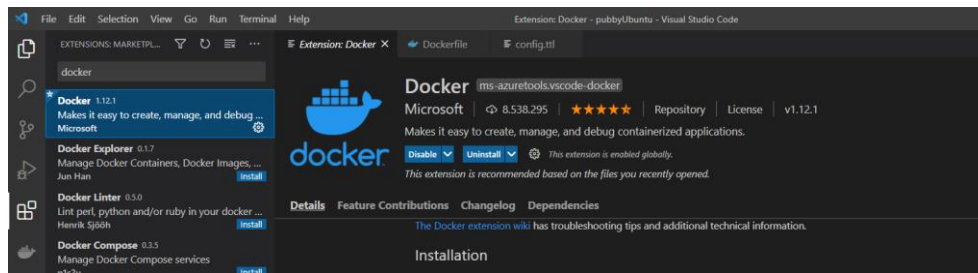 File Edit Selection View Go Run Terminal Help
Extension: Docker - pubbyUbuntu - Visual Studio Code
EXTENSIONS: MARKETPL...
docker
Docker 1.12.1
Makes it easy to create, manage, and debug ...
Microsoft
Docker Explorer 0.1.7
Manage Docker Containers, Docker Images, ...
Jun Han
Install
Docker Linter 0.5.0
Lint perl, python and/or ruby in your docker ...
Henrik Sjööh
Install
Docker Compose 0.3.5
Manage Docker Compose services
p1c2u
Install
Extension: Docker
Dockerfile
config.ttl
docker
Docker ms-azuretools.vscode-docker
Microsoft 8.538.295 Repository License v1.12.1
Makes it easy to create, manage, and debug containerized applications.
Disable Uninstall This extension is enabled globally.
This extension is recommended based on the files you recently opened.
Details Feature Contributions Changelog Dependencies
The Docker extension wiki has troubleshooting tips and additional technical information.
Installation